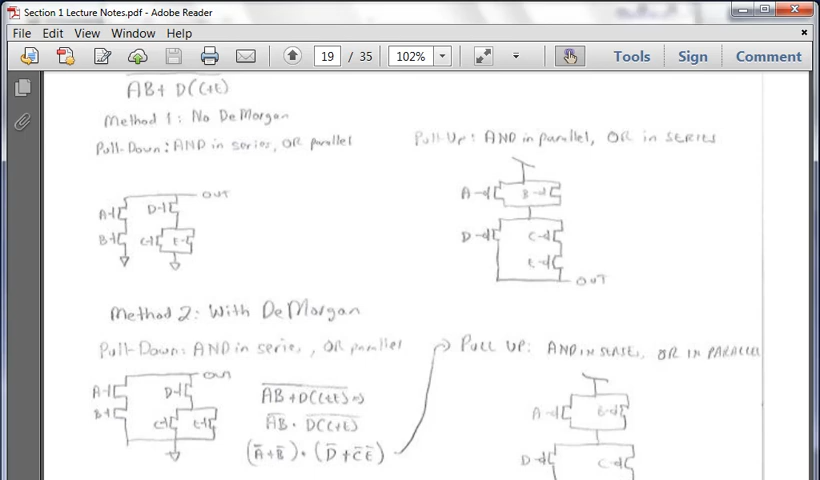 Section 1 Lecture Notes.pdf - Adobe Reader
File Edit View Window Help
19 / 35 102% Tools Sign Comment
AB+ D(C+E)
Method 1: No DeMorgan
Pull-Down: AND in series, OR parallel
Pull-Up: AND in parallel, OR in SERIES
OUT
A
D
B
C
E
A
B
D
C
E
OUT
Method 2: With DeMorgan
Pull-Down: AND in series, OR parallel
PULL UP: AND IN SERIES, OR IN PARALLEL
OUT
A
D
B
C
E
AB+D(C+E) =>
AB · D(C+E)
(A̅+B̅) · (D̅+C̅E̅)
A
B
D
C